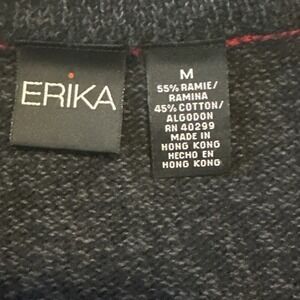 ERIKA
M
55% RAMIE/
RAMINA
45% COTTON/
ALGODON
RN 40299
MADE IN
HONG KONG
HECHO EN
HONG KONG